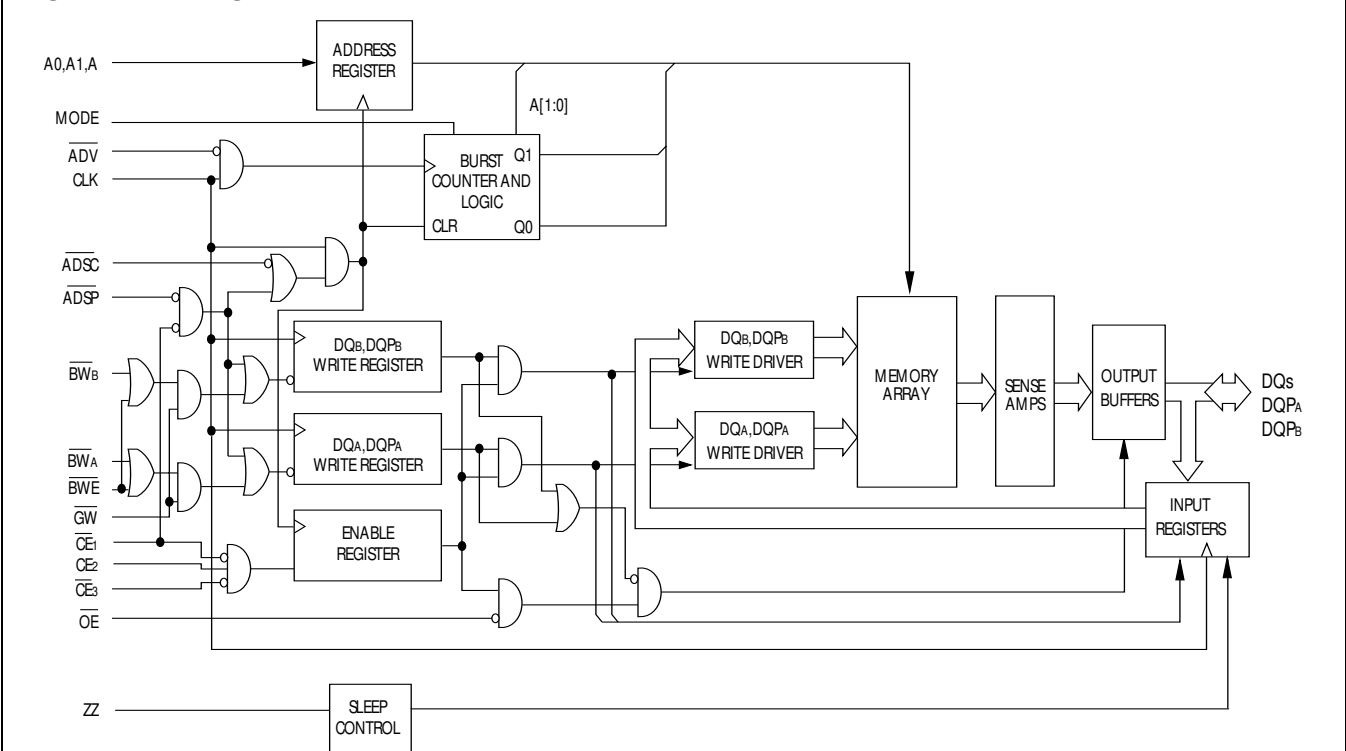 A0,A1,A
ADDRESS
REGISTER
MODE
A[1:0]
ADV
CLK
BURST
COUNTER AND
LOGIC
Q1
CLR
Q0
ADSC
ADSP
DQB,DQPB
WRITE REGISTER
DQB,DQPB
WRITE DRIVER
BWB
MEMORY
ARRAY
SENSE
AMPS
OUTPUT
BUFFERS
DQs
DQPA
DQPB
DQA,DQPA
WRITE REGISTER
DQA,DQPA
WRITE DRIVER
BWA
BWE
GW
CE1
CE2
CE3
ENABLE
REGISTER
INPUT
REGISTERS
OE
ZZ
SLEEP
CONTROL